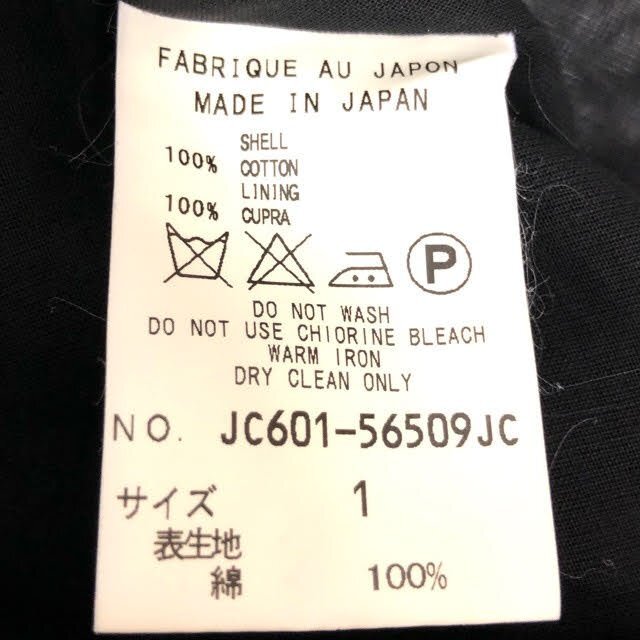 FABRIQUE AU JAPON
MADE IN JAPAN
SHELL
100% COTTON
LINING
100% CUPRA
P
DO NOT WASH
DO NOT USE CHIORINE BLEACH
WARM IRON
DRY CLEAN ONLY
NO. JC601-56509JC
サイズ 1
表生地
綿 100%